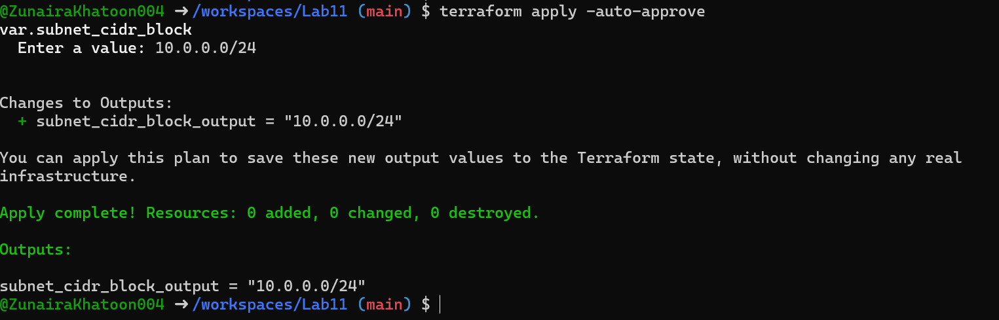 @ZunairaKhatoon004 ➜ /workspaces/Lab11 (main) $ terraform apply -auto-approve
var.subnet_cidr_block
  Enter a value: 10.0.0.0/24
Changes to Outputs:
  + subnet_cidr_block_output = "10.0.0.0/24"
You can apply this plan to save these new output values to the Terraform state, without changing any real
infrastructure.
Apply complete! Resources: 0 added, 0 changed, 0 destroyed.
Outputs:
subnet_cidr_block_output = "10.0.0.0/24"
@ZunairaKhatoon004 ➜ /workspaces/Lab11 (main) $